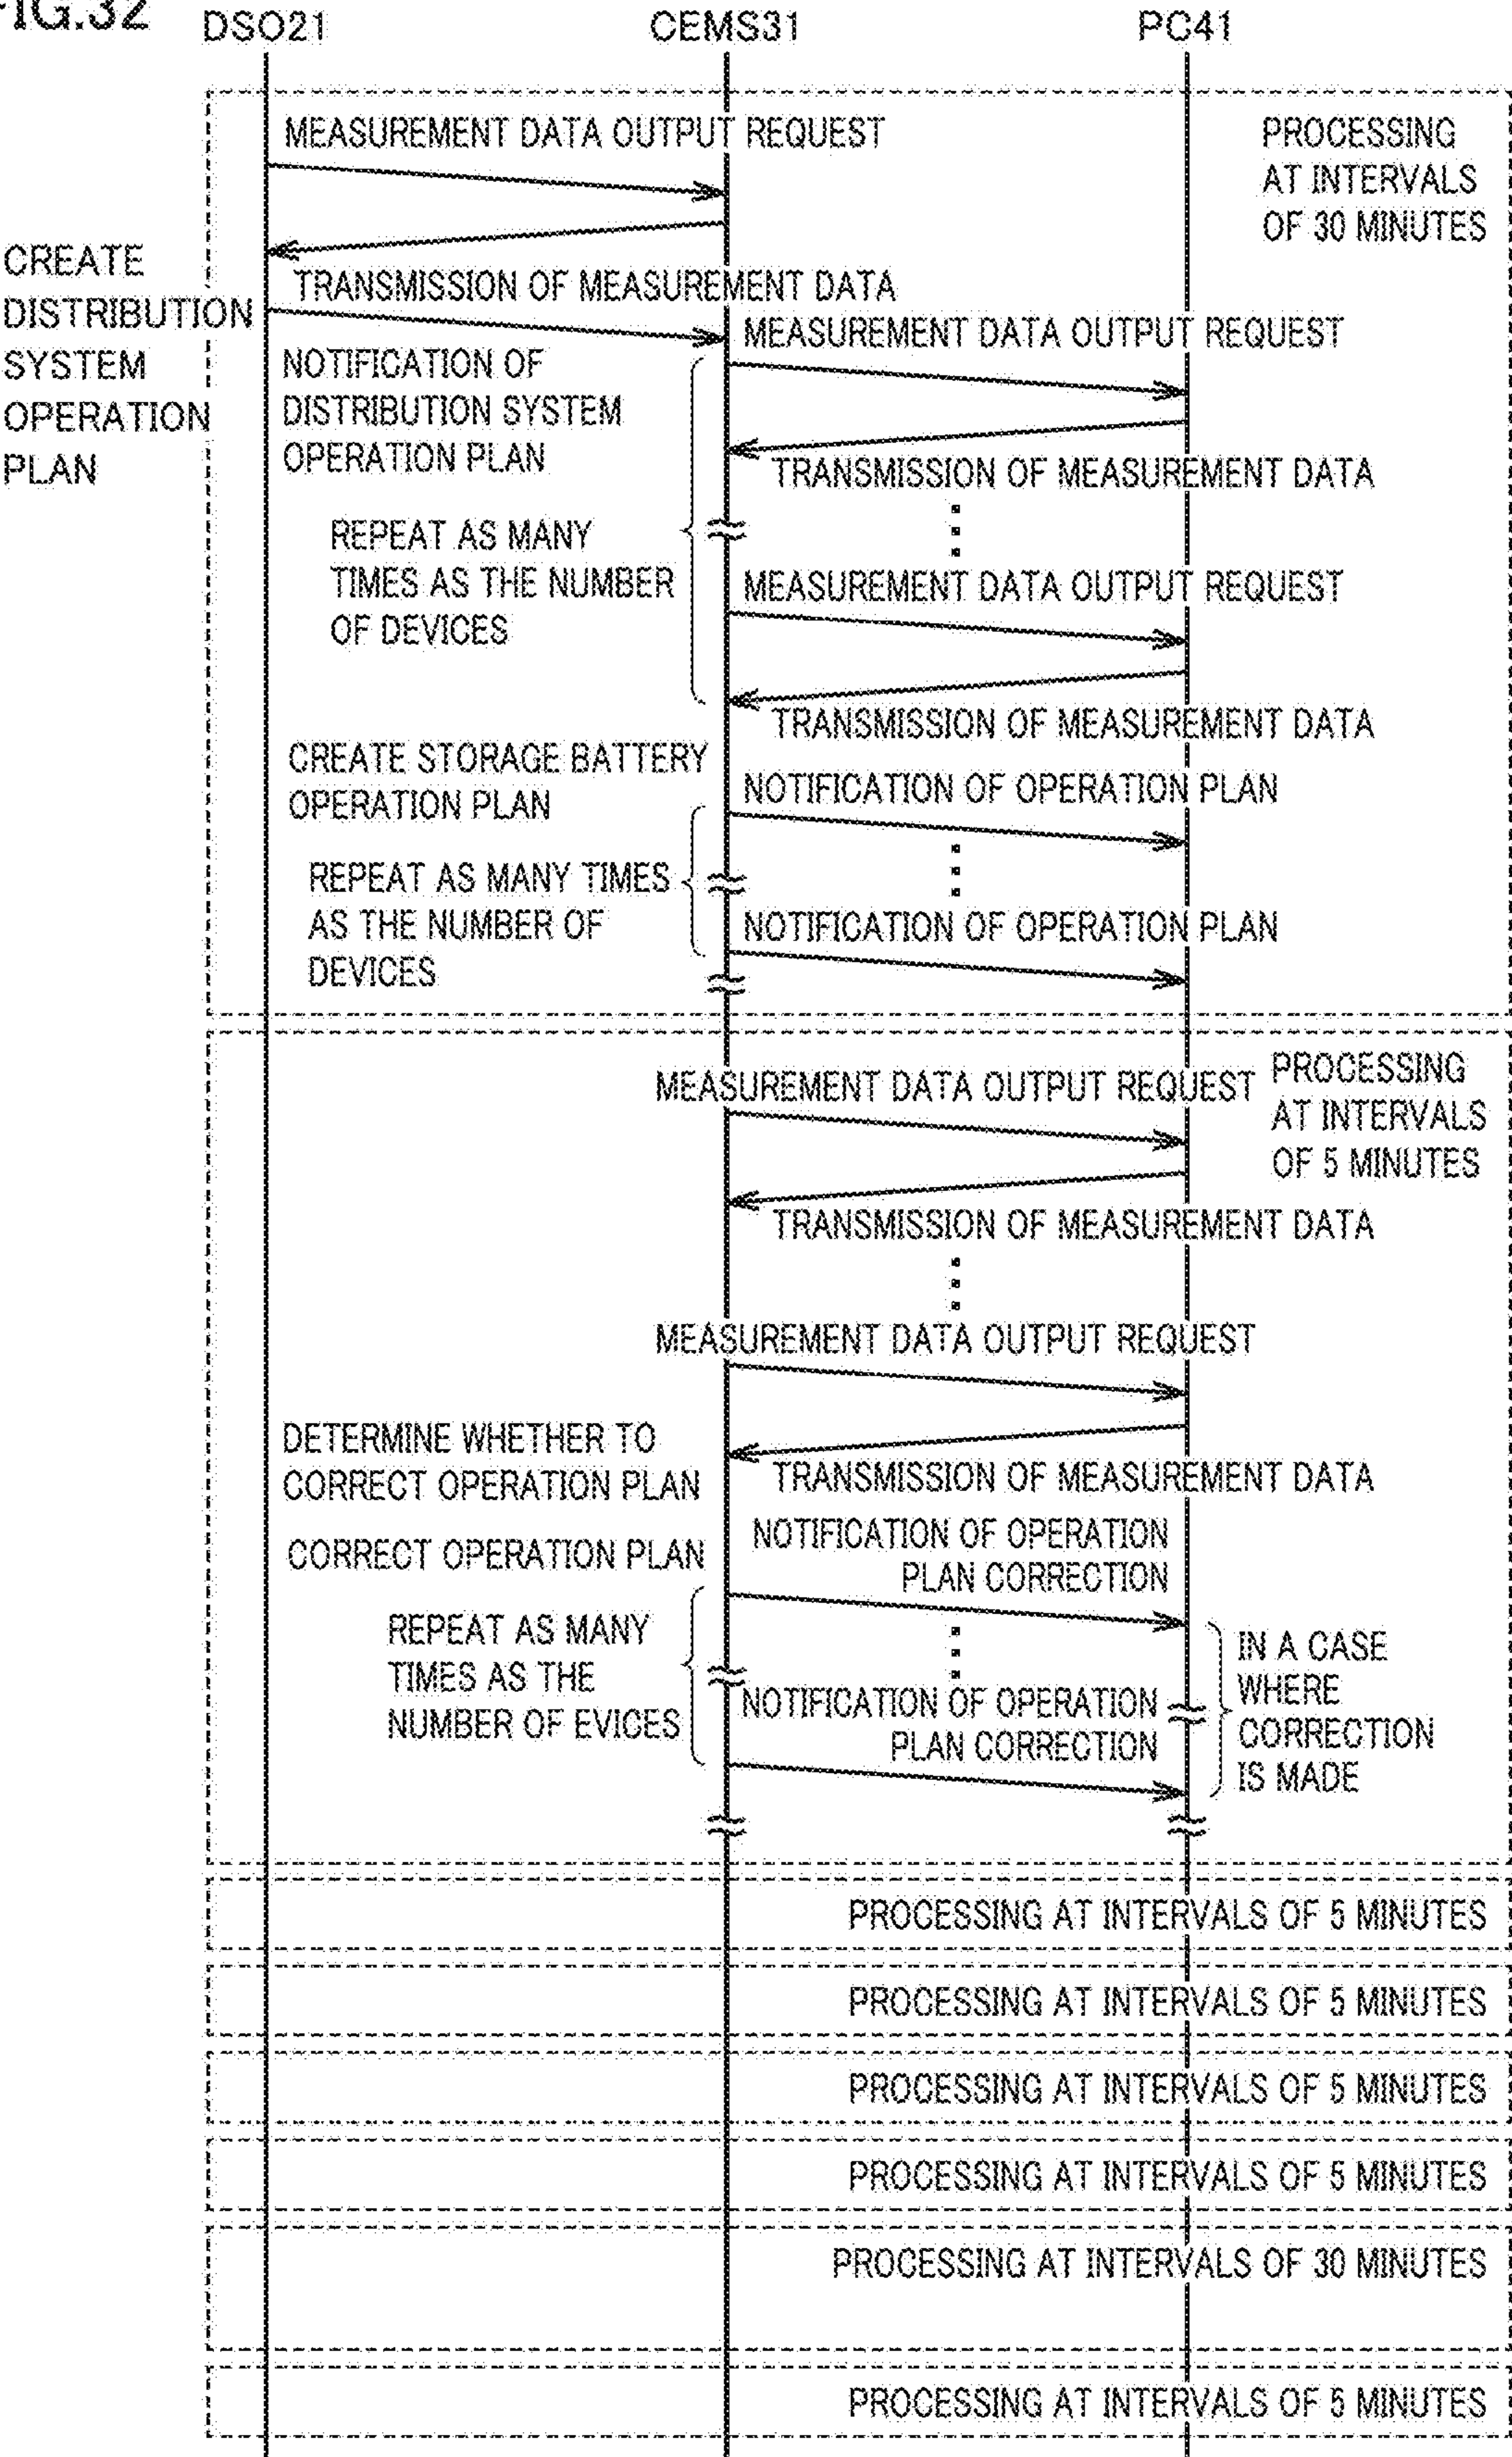 FIG.32
DSO21
CEMS31
PC41
MEASUREMENT DATA OUTPUT REQUEST
PROCESSING
AT INTERVALS
OF 30 MINUTES
CREATE
DISTRIBUTION
SYSTEM
OPERATION
PLAN
TRANSMISSION OF MEASUREMENT DATA
MEASUREMENT DATA OUTPUT REQUEST
NOTIFICATION OF
DISTRIBUTION SYSTEM
OPERATION PLAN
TRANSMISSION OF MEASUREMENT DATA
REPEAT AS MANY
TIMES AS THE NUMBER
OF DEVICES
MEASUREMENT DATA OUTPUT REQUEST
TRANSMISSION OF MEASUREMENT DATA
CREATE STORAGE BATTERY
OPERATION PLAN
NOTIFICATION OF OPERATION PLAN
REPEAT AS MANY TIMES
AS THE NUMBER OF
DEVICES
NOTIFICATION OF OPERATION PLAN
MEASUREMENT DATA OUTPUT REQUEST
PROCESSING
AT INTERVALS
OF 5 MINUTES
TRANSMISSION OF MEASUREMENT DATA
MEASUREMENT DATA OUTPUT REQUEST
DETERMINE WHETHER TO
CORRECT OPERATION PLAN
TRANSMISSION OF MEASUREMENT DATA
CORRECT OPERATION PLAN
NOTIFICATION OF OPERATION
PLAN CORRECTION
REPEAT AS MANY
TIMES AS THE
NUMBER OF EVICES
NOTIFICATION OF OPERATION
PLAN CORRECTION
IN A CASE
WHERE
CORRECTION
IS MADE
PROCESSING AT INTERVALS OF 5 MINUTES
PROCESSING AT INTERVALS OF 5 MINUTES
PROCESSING AT INTERVALS OF 5 MINUTES
PROCESSING AT INTERVALS OF 5 MINUTES
PROCESSING AT INTERVALS OF 30 MINUTES
PROCESSING AT INTERVALS OF 5 MINUTES